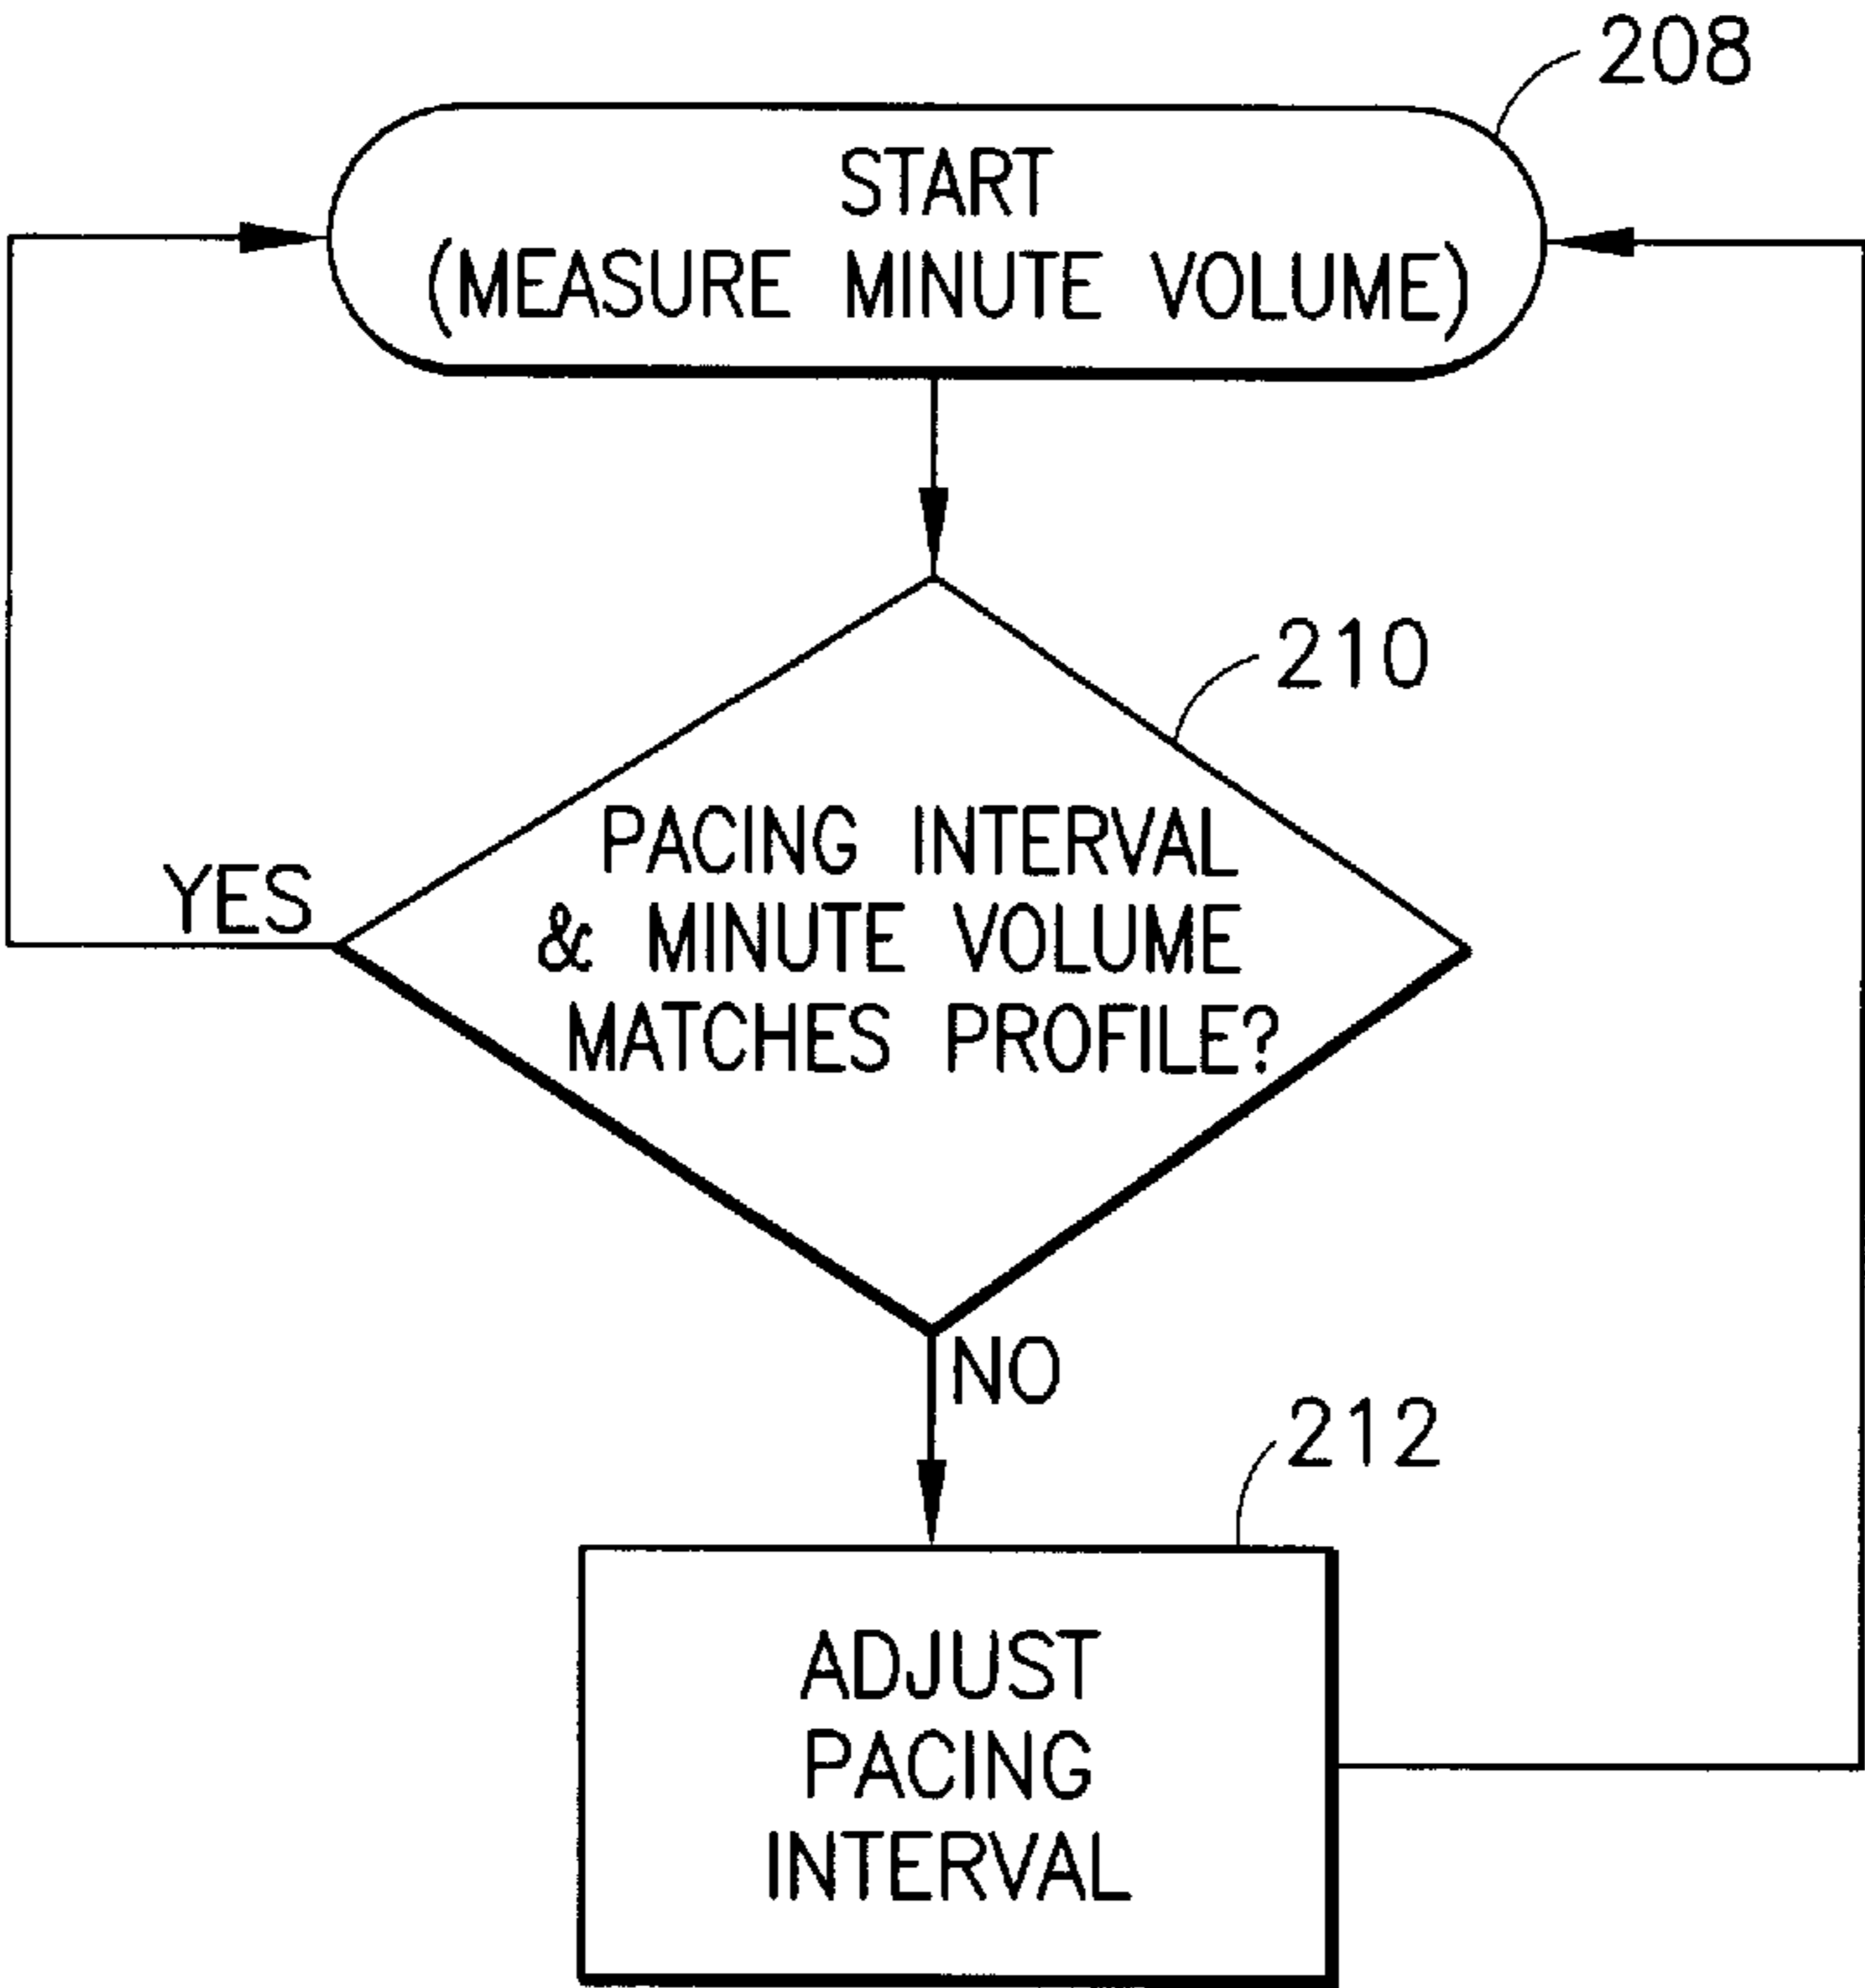 208
START
(MEASURE MINUTE VOLUME)
210
PACING INTERVAL
& MINUTE VOLUME
MATCHES PROFILE?
YES
NO
212
ADJUST
PACING
INTERVAL